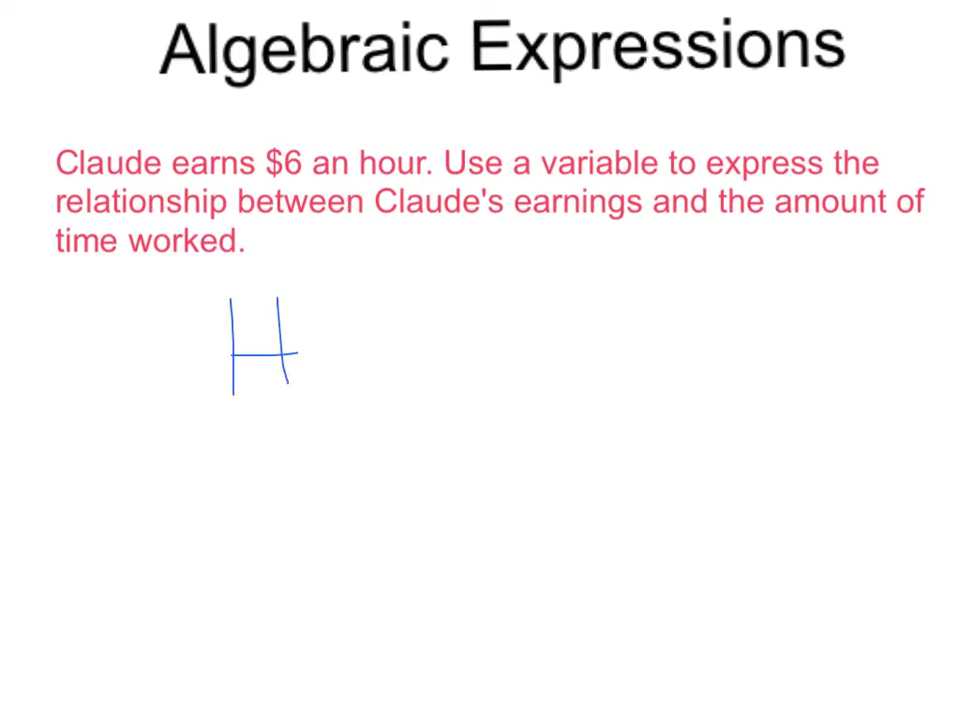 Algebraic Expressions
Claude earns $6 an hour. Use a variable to express the
relationship between Claude's earnings and the amount of
time worked.
H